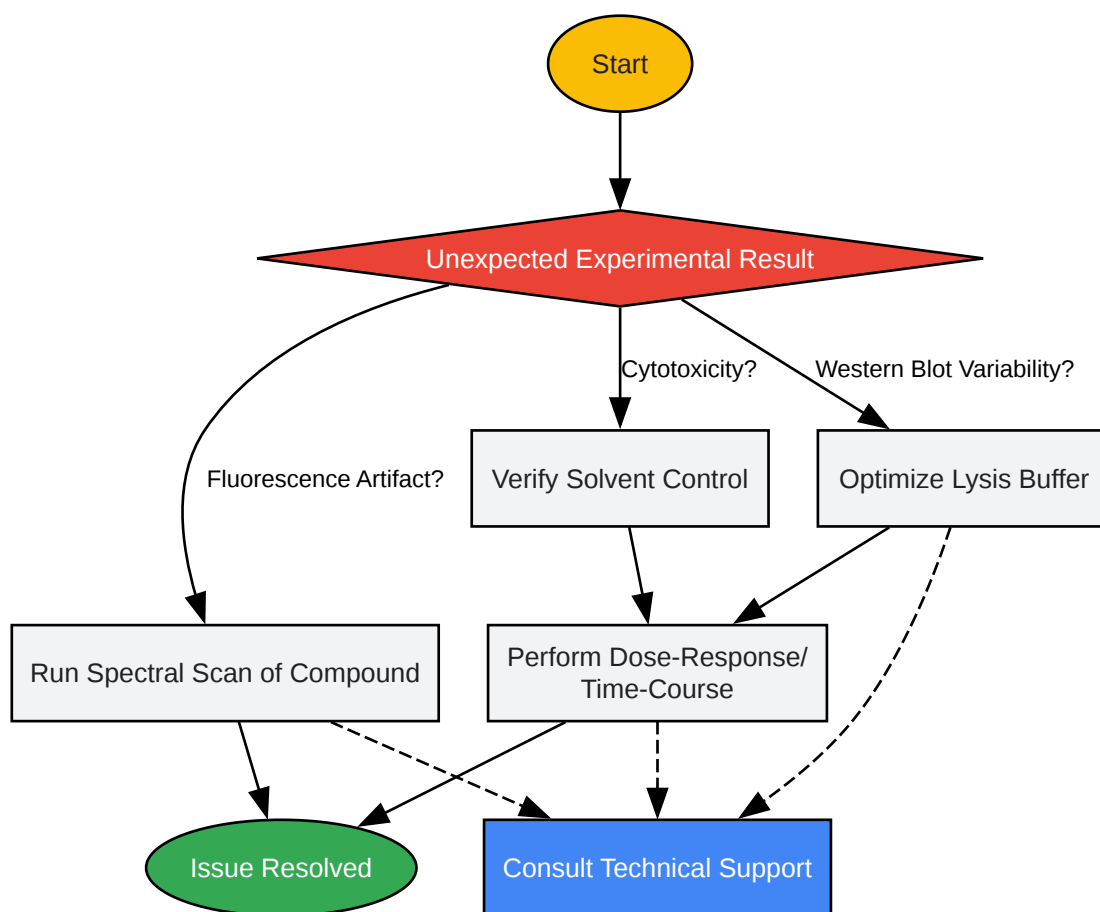 Start
Unexpected Experimental Result
Cytotoxicity?
Western Blot Variability?
Fluorescence Artifact?
Verify Solvent Control
Optimize Lysis Buffer
Run Spectral Scan of Compound
Perform Dose-Response/
Time-Course
Issue Resolved
Consult Technical Support